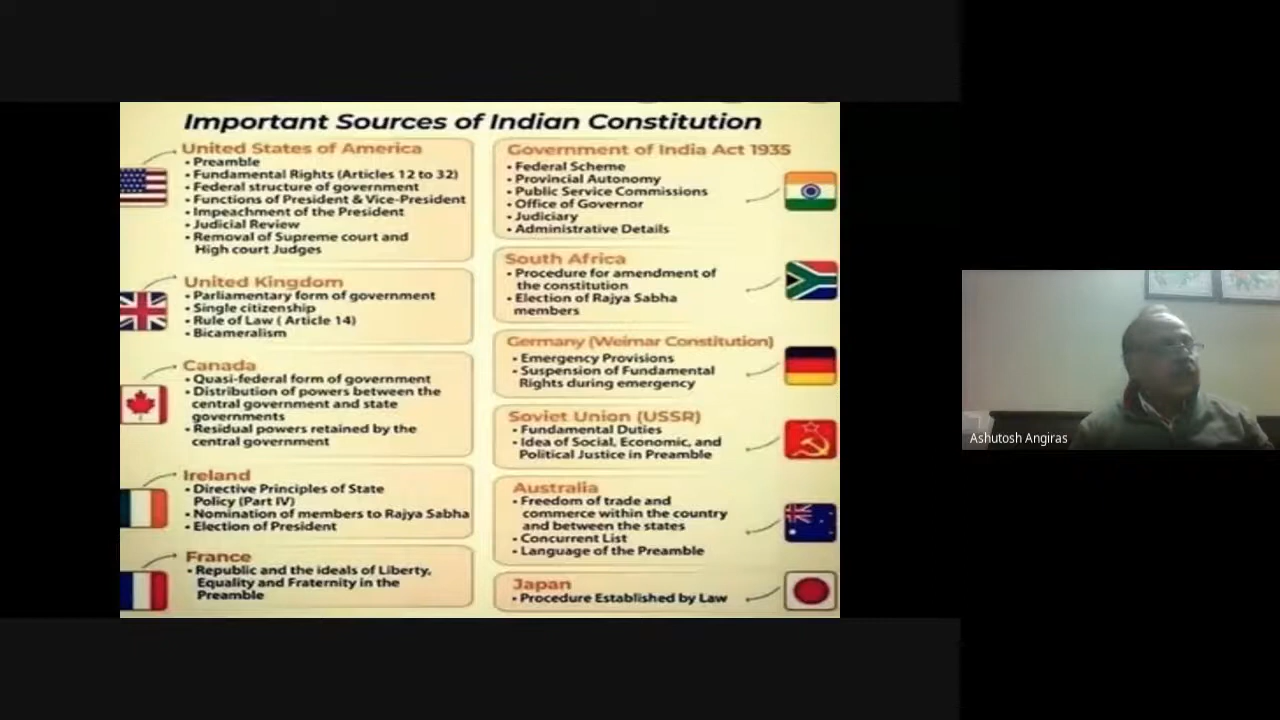 Important Sources of Indian Constitution
United States of America
• Preamble
• Fundamental Rights (Articles 12 to 32)
• Federal structure of government
• Functions of President & Vice-President
• Impeachment of the President
• Judicial Review
• Removal of Supreme court and
High court Judges
United Kingdom
• Parliamentary form of government
• Single citizenship
• Rule of Law ( Article 14)
• Bicameralism
Canada
• Quasi-federal form of government
• Distribution of powers between the
central government and state
governments
• Residual powers retained by the
central government
Ireland
• Directive Principles of State
Policy (Part IV)
• Nomination of members to Rajya Sabha
• Election of President
France
• Republic and the ideals of Liberty,
Equality and Fraternity in the
Preamble
Government of India Act 1935
• Federal Scheme
• Provincial Autonomy
• Public Service Commissions
• Office of Governor
• Judiciary
• Administrative Details
South Africa
• Procedure for amendment of
the constitution
• Election of Rajya Sabha
members
Germany (Weimar Constitution)
• Emergency Provisions
• Suspension of Fundamental
Rights during emergency
Soviet Union (USSR)
• Fundamental Duties
• Idea of Social, Economic, and
Political Justice in Preamble
Australia
• Freedom of trade and
commerce within the country
and between the states
• Concurrent List
• Language of the Preamble
Japan
• Procedure Established by Law
Ashutosh Angiras